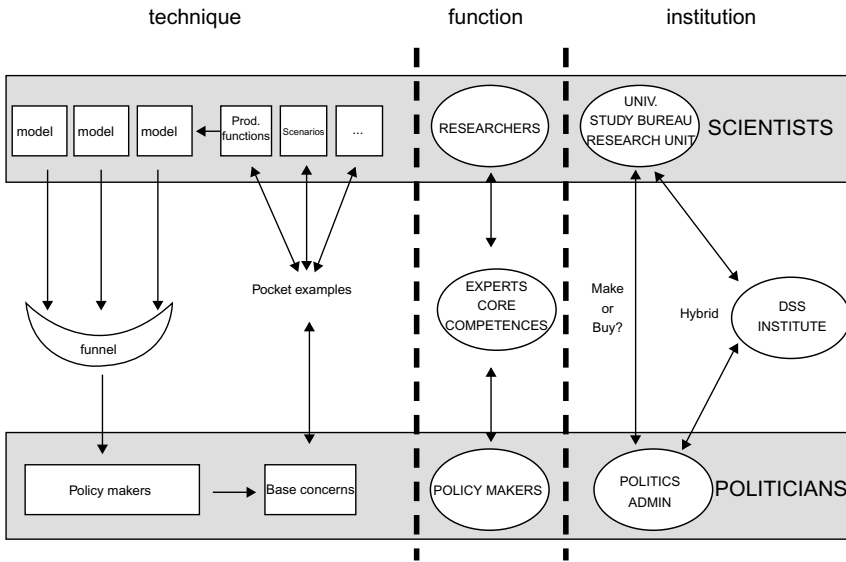 technique
function
institution
model
model
model
Prod.
functions
Scenarios
...
RESEARCHERS
UNIV.
STUDY BUREAU
RESEARCH UNIT
SCIENTISTS
funnel
Pocket examples
EXPERTS
CORE
COMPETENCES
Make
or
Buy?
Hybrid
DSS
INSTITUTE
Policy makers
Base concerns
POLICY MAKERS
POLITICS
ADMIN
POLITICIANS